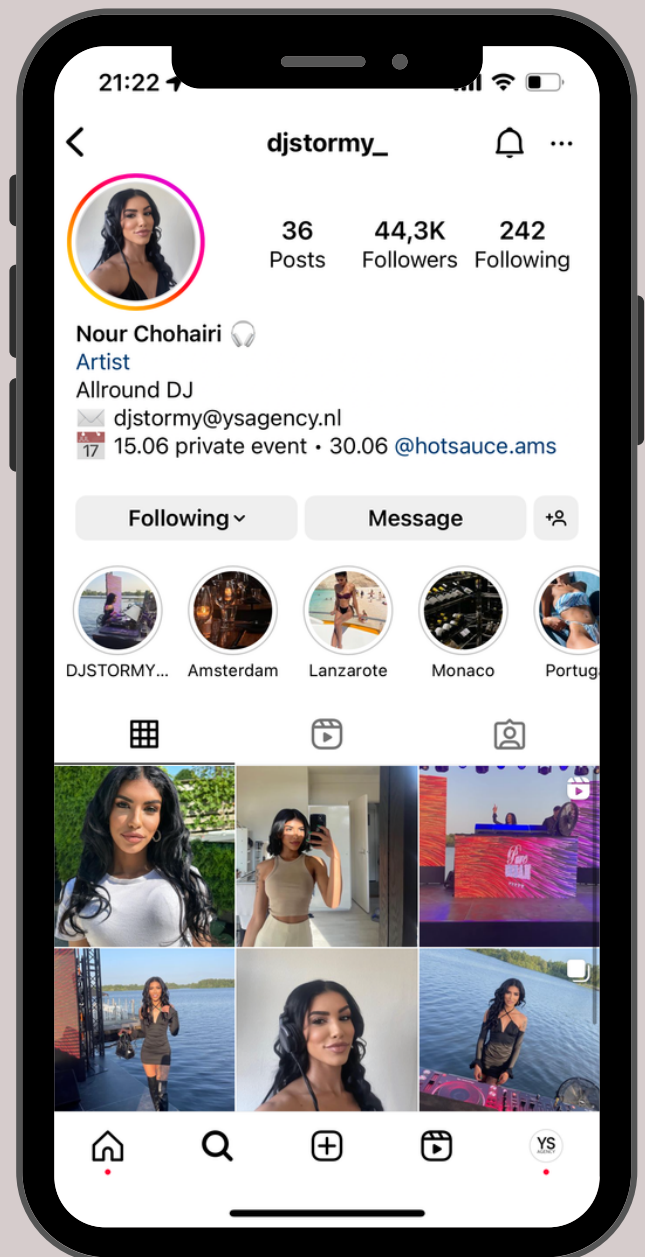 21:22
djstormy_
36
44,3K
242
Posts
Followers
Following
Nour Chohairi
Artist
Allround DJ
djstormy@ysagency.nl
17
15.06 private event • 30.06 @hotsauce.ams
Following
Message
DJSTORMY...
Amsterdam
Lanzarote
Monaco
Portug
YS
AGENCY